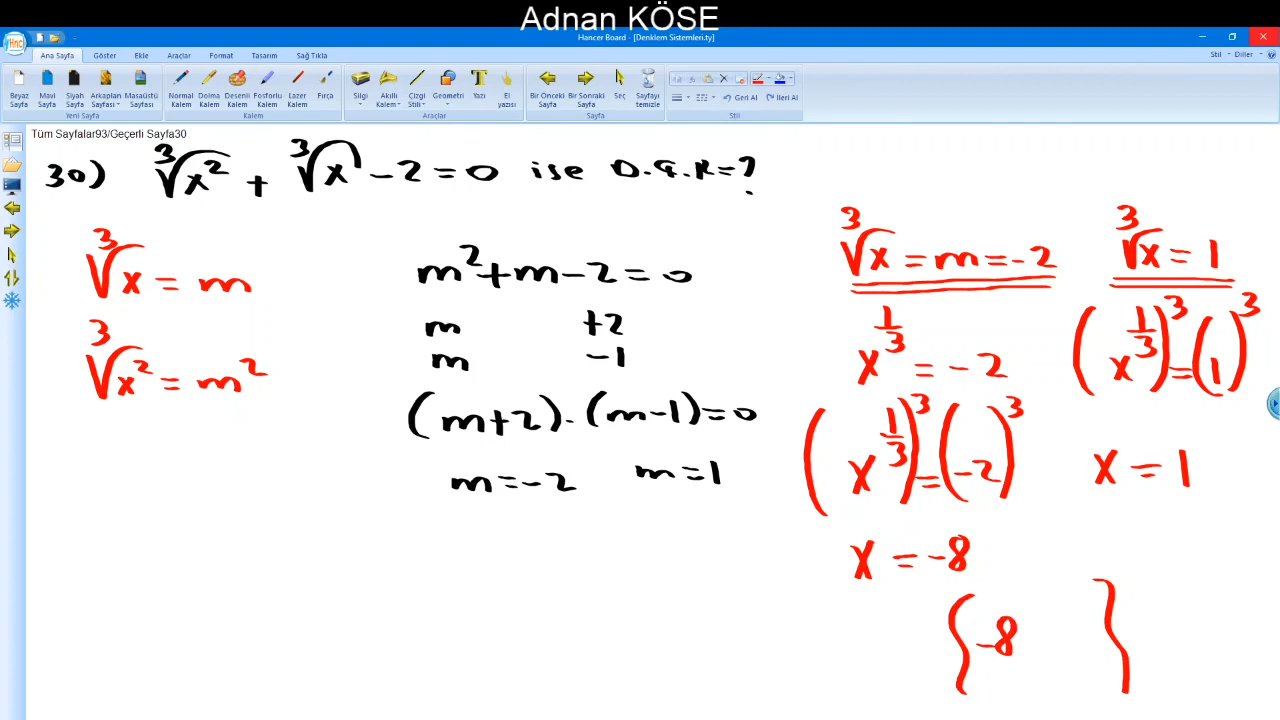 Adnan KÖSE
Hancer Board - [Denklem Sistemleri.ty]
Ana Sayfa Göster Ekle Araçlar Format Tasarım Sağ Tıkla Stil Diller
Beyaz Sayfa Mavi Sayfa Siyah Sayfa Arkaplan Sayfası Masaüstü Sayfası Normal Kalem Dolma Kalem Desenli Kalem Fosforlu Kalem Lazer Kalem Fırça Silgi Akıllı Kalem Çizgi Stili Geometri Yazı El yazısı Bir Önceki Sayfa Bir Sonraki Sayfa Seç Sayfayı temizle Geri Al İleri Al
Yeni Sayfa Kalem Araçlar Sayfa Stil
Tüm Sayfalar93/Geçerli Sayfa30
30) ∛x² + ∛x - 2 = 0 ise D.G.K=?
∛x = m
∛x² = m²
m² + m - 2 = 0
m +2
m -1
(m+2).(m-1)=0
m=-2 m=1
∛x = m = -2
x^(1/3) = -2
(x^(1/3))³ = (-2)³
x = -8
∛x = 1
(x^(1/3))³ = (1)³
x = 1
{-8 }